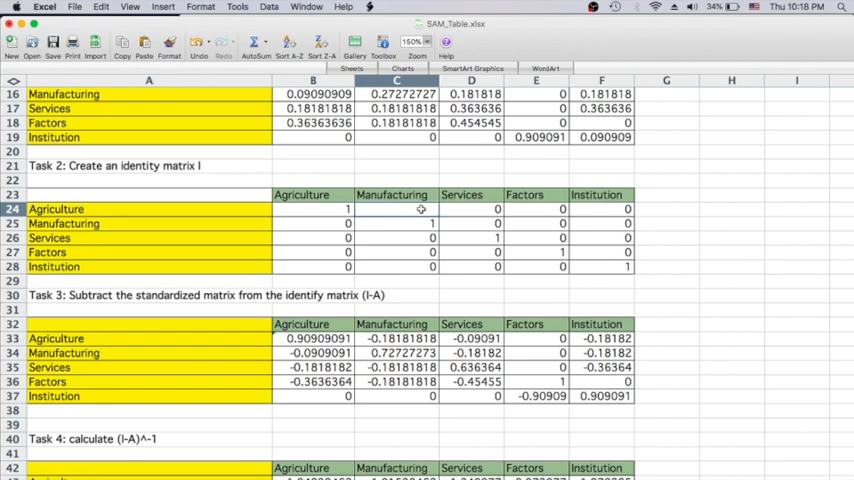 Excel File Edit View Insert Format Tools Data Window Help 34% Thu 10:18 PM
SAM_Table.xlsx
150%
New Open Save Print Import Copy Paste Format Undo Redo AutoSum Sort A-Z Sort Z-A Gallery Toolbox Zoom Help
Sheets Charts SmartArt Graphics WordArt
A B C D E F G H I
16 Manufacturing 0.09090909 0.27272727 0.181818 0 0.181818
17 Services 0.18181818 0.18181818 0.363636 0 0.363636
18 Factors 0.36363636 0.18181818 0.454545 0 0
19 Institution 0 0 0 0.909091 0.090909
20
21 Task 2: Create an identity matrix I
22
23 Agriculture Manufacturing Services Factors Institution
24 Agriculture 1 0 0 0
25 Manufacturing 0 1 0 0 0
26 Services 0 0 1 0 0
27 Factors 0 0 0 1 0
28 Institution 0 0 0 0 1
29
30 Task 3: Subtract the standardized matrix from the identify matrix (I-A)
31
32 Agriculture Manufacturing Services Factors Institution
33 Agriculture 0.90909091 -0.18181818 -0.09091 0 -0.18182
34 Manufacturing -0.0909091 0.72727273 -0.18182 0 -0.18182
35 Services -0.1818182 -0.18181818 0.636364 0 -0.36364
36 Factors -0.3636364 -0.18181818 -0.45455 1 0
37 Institution 0 0 0 -0.90909 0.909091
38
39
40 Task 4: calculate (I-A)^-1
41
42 Agriculture Manufacturing Services Factors Institution